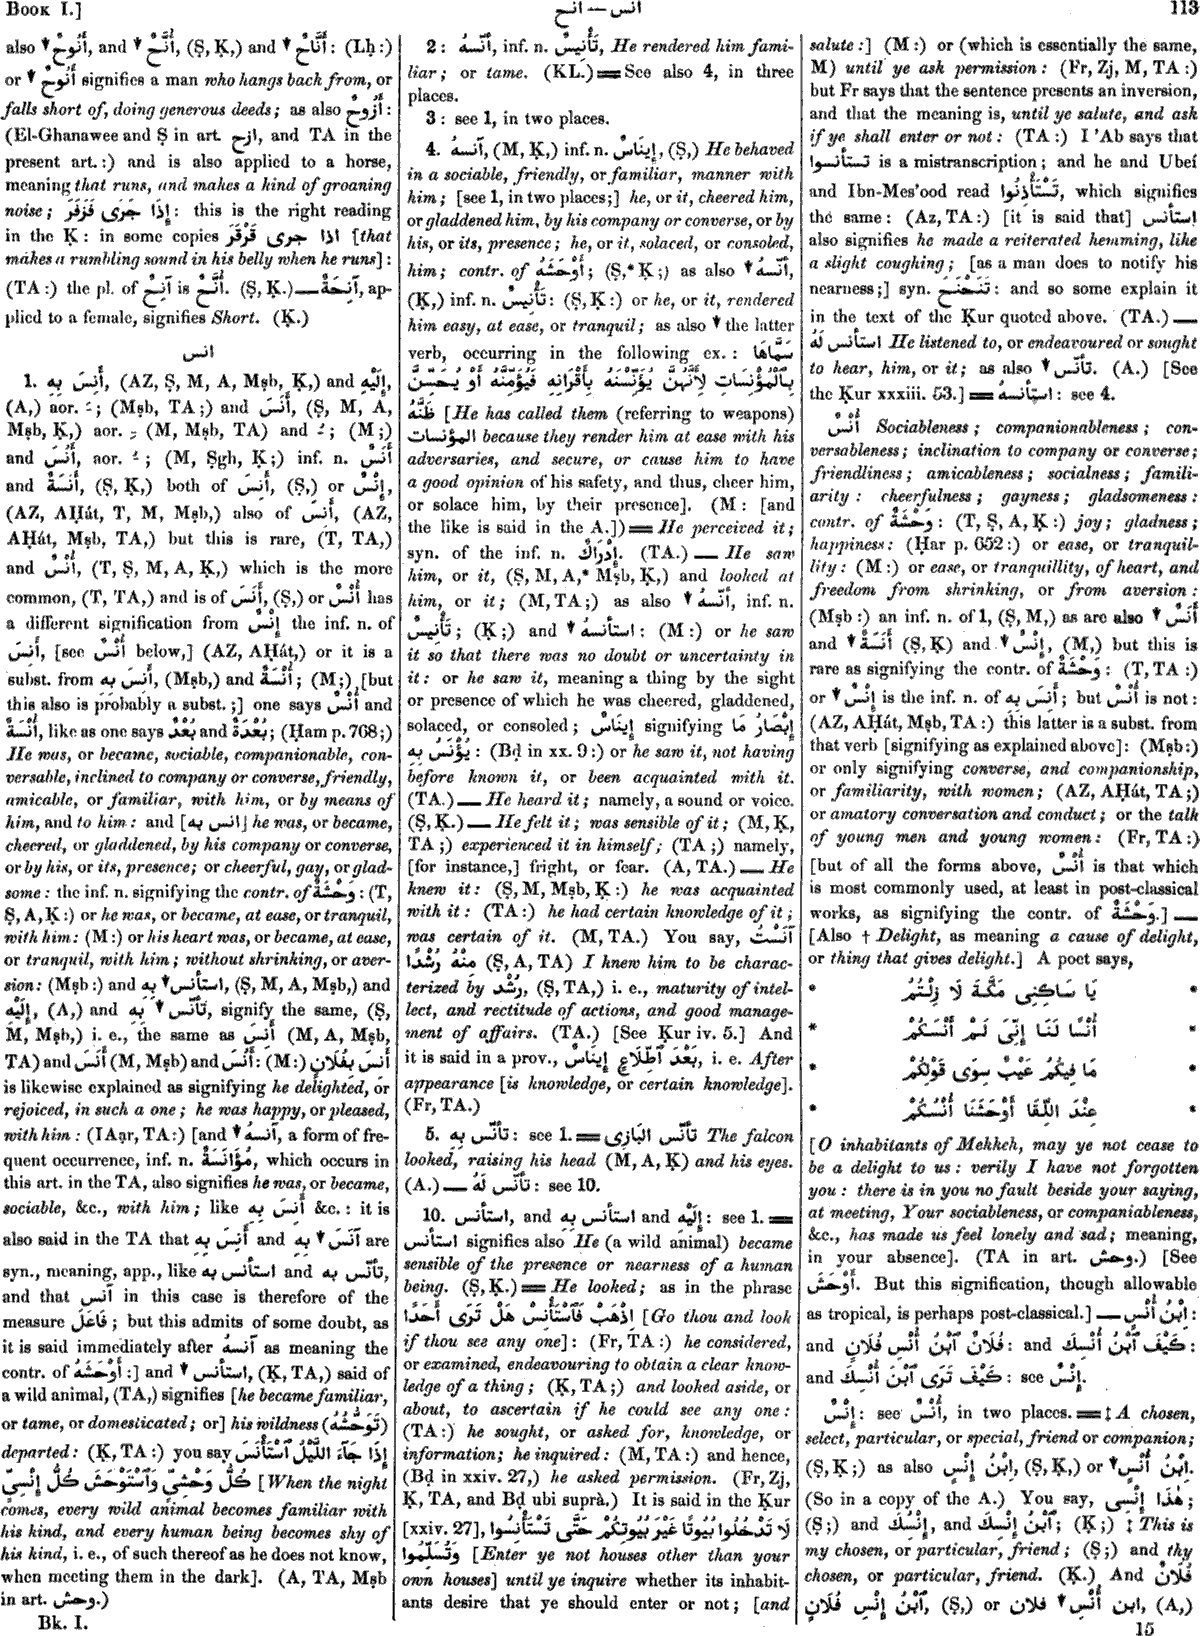 BOOK I.]
انس — انح
113
also ▼ أَنُوحٌ, and ▼ أُنَّحٌ, (Ṣ, Ḳ,) and ▼ أَنَّاحٌ: (Lḥ:)
or ▼ أَنُوحٌ signifies a man who hangs back from, or
falls short of, doing generous deeds; as also أَزُوحٌ:
(El-Ghanawee and Ṣ in art. ازح, and TA in the
present art.:) and is also applied to a horse,
meaning that runs, and makes a kind of groaning
noise; إِذَا جَرَى فَزَفَرَ: this is the right reading
in the Ḳ: in some copies اذا جرى قَرْقَرَ [that
makes a rumbling sound in his belly when he runs]:
(TA:) the pl. of آنِحٌ is أُنَّحٌ. (Ṣ, Ḳ.) — آنِحَةٌ, ap-
plied to a female, signifies Short. (Ḳ.)
انس
1. أَنِسَ بِهِ, (AZ, Ṣ, M, A, Mṣb, Ḳ,) and إِلَيْهِ,
(A,) aor. ـَ; (Mṣb, TA;) and أَنَسَ, (Ṣ, M, A,
Mṣb, Ḳ,) aor. ـِ (M, Mṣb, TA) and ـُ; (M;)
and أَنُسَ, aor. ـُ; (M, Ṣgh, Ḳ;) inf. n. أَنَسٌ
and أَنَسَةٌ, (Ṣ, Ḳ,) both of أَنِسَ, (Ṣ,) or إِنْسٌ,
(AZ, AḤát, T, M, Mṣb,) also of أَنِسَ, (AZ,
AḤát, Mṣb, TA,) but this is rare, (T, TA,)
and أُنْسٌ, (T, Ṣ, M, A, Ḳ,) which is the more
common, (T, TA,) and is of أَنَسَ, (Ṣ,) or أُنْسٌ has
a different signification from إِنْسٌ the inf. n. of
أَنِسَ, [see أُنْسٌ below,] (AZ, AḤát,) or it is a
subst. from أَنِسَ به, (Mṣb,) and أُنْسَةٌ; (M;) [but
this also is probably a subst.;] one says أُنْسٌ and
أُنْسَةٌ, like as one says بُعْدٌ and بُعْدَةٌ; (Ḥam p. 768;)
He was, or became, sociable, companionable, con-
versable, inclined to company or converse, friendly,
amicable, or familiar, with him, or by means of
him, and to him: and [انس به] he was, or became,
cheered, or gladdened, by his company or converse,
or by his, or its, presence; or cheerful, gay, or glad-
some: the inf. n. signifying the contr. of وَحْشَةٌ: (T,
Ṣ, A, Ḳ:) or he was, or became, at ease, or tranquil,
with him: (M:) or his heart was, or became, at ease,
or tranquil, with him; without shrinking, or aver-
sion: (Mṣb:) and ▼ استأنس بِهِ, (Ṣ, M, A, Mṣb,) and
إِلَيْهِ, (A,) and ▼ تأنّس بِهِ, signify the same, (Ṣ,
M, Mṣb,) i. e., the same as أَنِسَ (M, A, Mṣb,
TA) and أَنَسَ (M, Mṣb) and أَنُسَ: (M:) أَنِسَ بِفُلَانٍ
is likewise explained as signifying he delighted, or
rejoiced, in such a one; he was happy, or pleased,
with him: (IAạr, TA:) [and ▼ آنسهُ, a form of fre-
quent occurrence, inf. n. مُؤَانَسَةٌ, which occurs in
this art. in the TA, also signifies he was, or became,
sociable, &c., with him; like أَنِسَ بِهِ &c.: it is
also said in the TA that أَنِسَ بِهِ and ▼ آنَسَ بِهِ are
syn., meaning, app., like استأنس به and تأنّس به,
and that آنس in this case is therefore of the
measure فَاعَلَ; but this admits of some doubt, as
it is said immediately after آنسهُ as meaning the
contr. of أَوْحَشَهُ:] and ▼ استأنس, (Ḳ, TA,) said of
a wild animal, (TA,) signifies [he became familiar,
or tame, or domesticated; or] his wildness (تَوَحُّشُهُ)
departed: (Ḳ, TA:) you say إِذَا جَآءَ اللَّيْلُ ٱسْتَأْنَسَ
كُلُّ وَحْشِىٍّ وَٱسْتَوْحَشَ كُلُّ إِنْسِىٍّ [When the night
comes, every wild animal becomes familiar with
his kind, and every human being becomes shy of
his kind, i. e., of such thereof as he does not know,
when meeting them in the dark]. (A, TA, Mṣb
in art. وحش.)
2: أنّسهُ, inf. n. تَأْنِيسٌ, He rendered him fami-
liar; or tame. (KL.) = See also 4, in three
places.
3: see 1, in two places.
4. آنسهُ, (M, Ḳ,) inf. n. إِينَاسٌ, (Ṣ,) He behaved
in a sociable, friendly, or familiar, manner with
him; [see 1, in two places;] he, or it, cheered him,
or gladdened him, by his company or converse, or by
his, or its, presence; he, or it, solaced, or consoled,
him; contr. of أَوْحَشَهُ; (Ṣ,* Ḳ;) as also ▼ أنّسهُ,
(Ḳ,) inf. n. تَأْنِيسٌ: (Ṣ, Ḳ:) or he, or it, rendered
him easy, at ease, or tranquil; as also ▼ the latter
verb, occurring in the following ex.: سَمَّاهَا
بِٱلْمُؤْنِسَاتِ لِأَنَّهُنَّ يُؤَنِّسْنَهُ بِأَقْرَانِهِ فَيُؤَمِّنَّهُ أَوْ يُحَسِّنَّ
ظَنَّهُ [He has called them (referring to weapons)
المؤنسات because they render him at ease with his
adversaries, and secure, or cause him to have
a good opinion of his safety, and thus, cheer him,
or solace him, by their presence]. (M: [and
the like is said in the A.]) = He perceived it;
syn. of the inf. n. إِدْرَاكٌ. (TA.) — He saw
him, or it, (Ṣ, M, A,* Mṣb, Ḳ,) and looked at
him, or it; (M, TA;) as also ▼ أنّسهُ, inf. n.
تَأْنِيسٌ; (Ḳ;) and ▼ استأنسهُ: (M:) or he saw
it so that there was no doubt or uncertainty in
it: or he saw it, meaning a thing by the sight
or presence of which he was cheered, gladdened,
solaced, or consoled; إِينَاسٌ signifying إِبْصَارُ مَا
يُؤْنَسُ بِهِ: (Bḍ in xx. 9:) or he saw it, not having
before known it, or been acquainted with it.
(TA.) — He heard it; namely, a sound or voice.
(Ṣ, Ḳ.) — He felt it; was sensible of it; (M, Ḳ,
TA;) experienced it in himself; (TA;) namely,
[for instance,] fright, or fear. (A, TA.) — He
knew it: (Ṣ, M, Mṣb, Ḳ:) he was acquainted
with it: (TA:) he had certain knowledge of it;
was certain of it. (M, TA.) You say, آنَسْتُ
مِنْهُ رُشْدًا (Ṣ, A, TA) I knew him to be charac-
terized by رُشْد, (Ṣ, TA,) i. e., maturity of intel-
lect, and rectitude of actions, and good manage-
ment of affairs. (TA.) [See Ḳur iv. 5.] And
it is said in a prov., بَعْدَ ٱطِّلَاعٍ إِينَاسٌ, i. e. After
appearance [is knowledge, or certain knowledge].
(Fr, TA.)
5. تأنّس بِهِ: see 1. = تأنّس البَازِى The falcon
looked, raising his head (M, A, Ḳ) and his eyes.
(A.) — تأنّس لَهُ: see 10.
10. استأنس, and استأنس بِهِ and إِلَيْهِ: see 1. =
استأنس signifies also He (a wild animal) became
sensible of the presence or nearness of a human
being. (Ṣ, Ḳ.) = He looked; as in the phrase
اِذْهَبْ فَٱسْتَأْنِسْ هَلْ تَرَى أَحَدًا [Go thou and look
if thou see any one]: (Fr, TA:) he considered,
or examined, endeavouring to obtain a clear know-
ledge of a thing; (Ḳ, TA;) and looked aside, or
about, to ascertain if he could see any one:
(TA:) he sought, or asked for, knowledge, or
information; he inquired: (M, TA:) and hence,
(Bḍ in xxiv. 27,) he asked permission. (Fr, Zj,
Ḳ, TA, and Bḍ ubi suprà.) It is said in the Ḳur
[xxiv. 27], لَا تَدْخُلُوا بُيُوتًا غَيْرَ بُيُوتِكُمْ حَتَّى تَسْتَأْنِسُوا
وَتُسَلِّمُوا [Enter ye not houses other than your
own houses] until ye inquire whether its inhabit-
ants desire that ye should enter or not; [and
salute:] (M:) or (which is essentially the same,
M) until ye ask permission: (Fr, Zj, M, TA:)
but Fr says that the sentence presents an inversion,
and that the meaning is, until ye salute, and ask
if ye shall enter or not: (TA:) I ’Ab says that
تستأنسوا is a mistranscription; and he and Ubeí
and Ibn-Mes’ood read تَسْتَأْذِنُوا, which signifies
the same: (Az, TA:) [it is said that] استأنس
also signifies he made a reiterated hemming, like
a slight coughing; [as a man does to notify his
nearness;] syn. تَنَحْنَحَ: and so some explain it
in the text of the Ḳur quoted above. (TA.) —
استأنس لَهُ He listened to, or endeavoured or sought
to hear, him, or it; as also ▼ تأنّس. (A.) [See
the Ḳur xxxiii. 53.] = استأنسهُ: see 4.
أُنْسٌ Sociableness; companionableness; con-
versableness; inclination to company or converse;
friendliness; amicableness; socialness; famili-
arity: cheerfulness; gayness; gladsomeness:
contr. of وَحْشَةٌ: (T, Ṣ, A, Ḳ:) joy; gladness;
happiness: (Ḥar p. 652:) or ease, or tranquil-
lity: (M:) or ease, or tranquillity, of heart, and
freedom from shrinking, or from aversion:
(Mṣb:) an inf. n. of 1, (Ṣ, M,) as are also ▼ أَنَسٌ
and ▼ أَنَسَةٌ (Ṣ, Ḳ) and ▼ إِنْسٌ, (M,) but this is
rare as signifying the contr. of وَحْشَةٌ: (T, TA:)
or ▼ إِنْسٌ is the inf. n. of أَنِسَ به; but أُنْسٌ is not:
(AZ, AḤát, Mṣb, TA:) this latter is a subst. from
that verb [signifying as explained above]: (Mṣb:)
or only signifying converse, and companionship,
or familiarity, with women; (AZ, AḤát, TA;)
or amatory conversation and conduct; or the talk
of young men and young women: (Fr, TA:)
[but of all the forms above, أُنْسٌ is that which
is most commonly used, at least in post-classical
works, as signifying the contr. of وَحْشَةٌ.] —
[Also † Delight, as meaning a cause of delight,
or thing that gives delight.] A poet says,
* يَا سَاكِنِى مَكَّةَ لَا زِلْتُمُ *
* أُنْسًا لَنَا إِنِّىَ لَمْ أَنْسَكُمْ *
* مَا فِيكُمُ عَيْبٌ سِوَى قَوْلِكُمْ *
* عِنْدَ اللِّقَا أَوْحَشَنَا أُنْسُكُمْ *
[O inhabitants of Mekkeh, may ye not cease to
be a delight to us: verily I have not forgotten
you: there is in you no fault beside your saying,
at meeting, Your sociableness, or companiableness,
&c., has made us feel lonely and sad; meaning,
in your absence]. (TA in art. وحش.) [See
أَوْحَشَ. But this signification, though allowable
as tropical, is perhaps post-classical.] — اِبْنُ أُنْسٍ:
and فُلَانٌ ٱبْنُ أُنْسِ فُلَانٍ: and كَيْفَ ٱبْنُ أُنْسِكَ:
and كَيْفَ تَرَى ٱبْنَ أُنْسِكَ: see إِنْسٌ.
إِنْسٌ: see أُنْسٌ, in two places. = ‡ A chosen,
select, particular, or special, friend or companion;
(Ṣ, Ḳ;) as also اِبْنُ إِنْسٍ, (Ṣ, Ḳ,) or ▼ اِبْنُ أُنْسٍ.
(So in a copy of the A.) You say, هٰذَا إِنْسِى;
(Ṣ;) and إِنْسُكَ, and ٱبْنُ إِنْسِكَ; (Ḳ;) ‡ This is
my chosen, or particular, friend; (Ṣ;) and thy
chosen, or particular, friend. (Ḳ.) And فُلَانٌ
ٱبْنُ إِنْسِ فُلَانٍ, (Ṣ,) or ابن أُنْسِ ▼ فلان, (A,)
Bk. I.
15